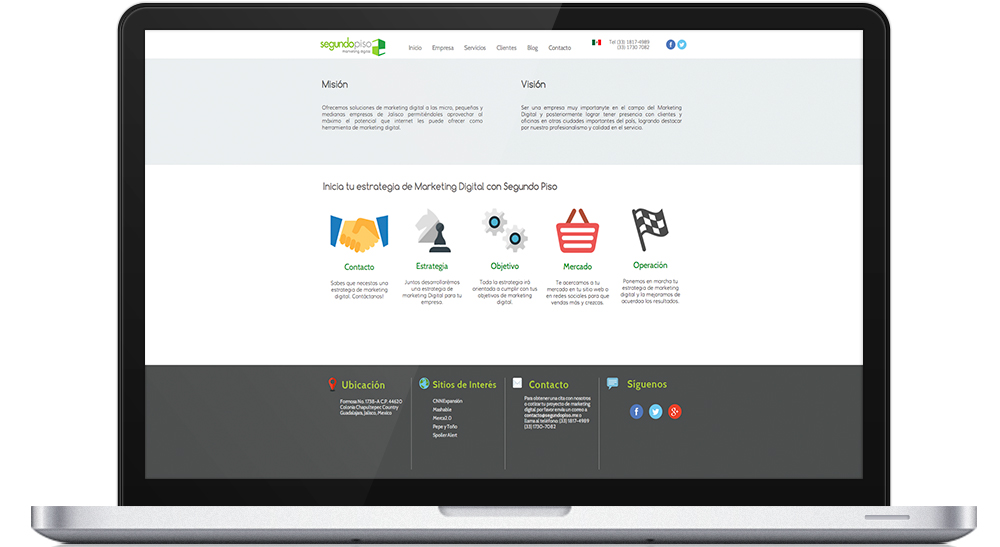 segundopiso
marketing digital
Inicio Empresa Servicios Clientes Blog Contacto
Tel (33) 1817-4989
(33) 1730 7082
Misión
Ofrecemos soluciones de marketing digital a las micro, pequeñas y
medianas empresas de Jalisco permitiéndoles aprovechar al
máximo el potencial que internet les puede ofrecer como
herramienta de marketing digital.
Visión
Ser una empresa muy importanyte en el campo del Marketing
Digital y posteriormente lograr tener presencia con clientes y
oficinas en otras ciudades importantes del país, logrando destacar
por nuestro profesionalismo y calidad en el servicio.
Inicia tu estrategia de Marketing Digital con Segundo Piso
Contacto
Sabes que necesitas una
estrategia de marketing
digital. Contáctanos!
Estrategia
Juntos desarrollarémos
una estrategia de
marketing Digital para tu
empresa.
Objetivo
Toda la estrategia irá
orientada a cumplir con tus
objetivos de marketing
digital.
Mercado
Te acercamos a tu
mercado en tu sitio web o
en redes sociales para que
vendas más y crezcas.
Operación
Ponemos en marcha tu
estrategia de marketing
digital y la mejoramos de
acuerdoa los resultados.
Ubicación
Formosa No. 1738-A C.P. 44620
Colonia Chapultepec Country
Guadalajara, Jalisco, Mexico
Sitios de Interés
CNNExpansión
Mashable
Merca2.0
Pepe y Toño
Spoiler Alert
Contacto
Para obtener una cita con nosotros
o cotizar tu proyecto de marketing
digital por favor envía un correo a
contacto@segundopiso.mx o
llama al teléfono: (33) 1817-4989
(33) 1730-7082
Síguenos